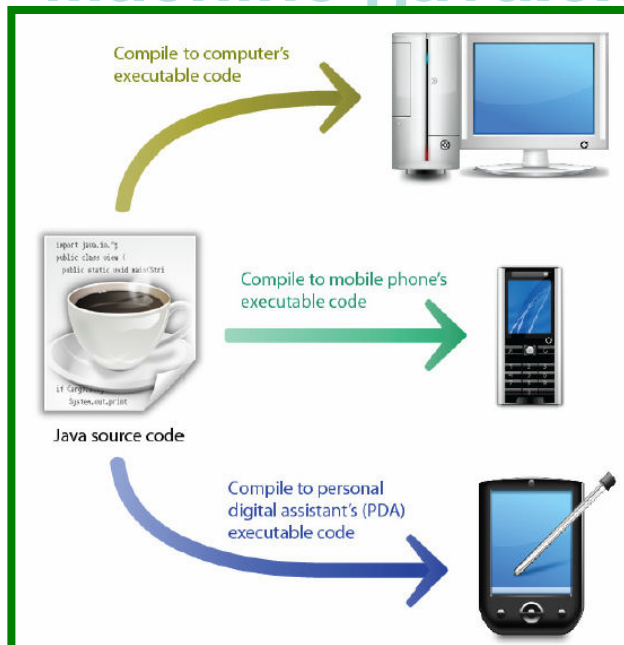 Compile to computer's
executable code
import java.io.*;
public class view {
public static void main(Stri
Compile to mobile phone's
executable code
System.out.print
Java source code
Compile to personal
digital assistant's (PDA)
executable code